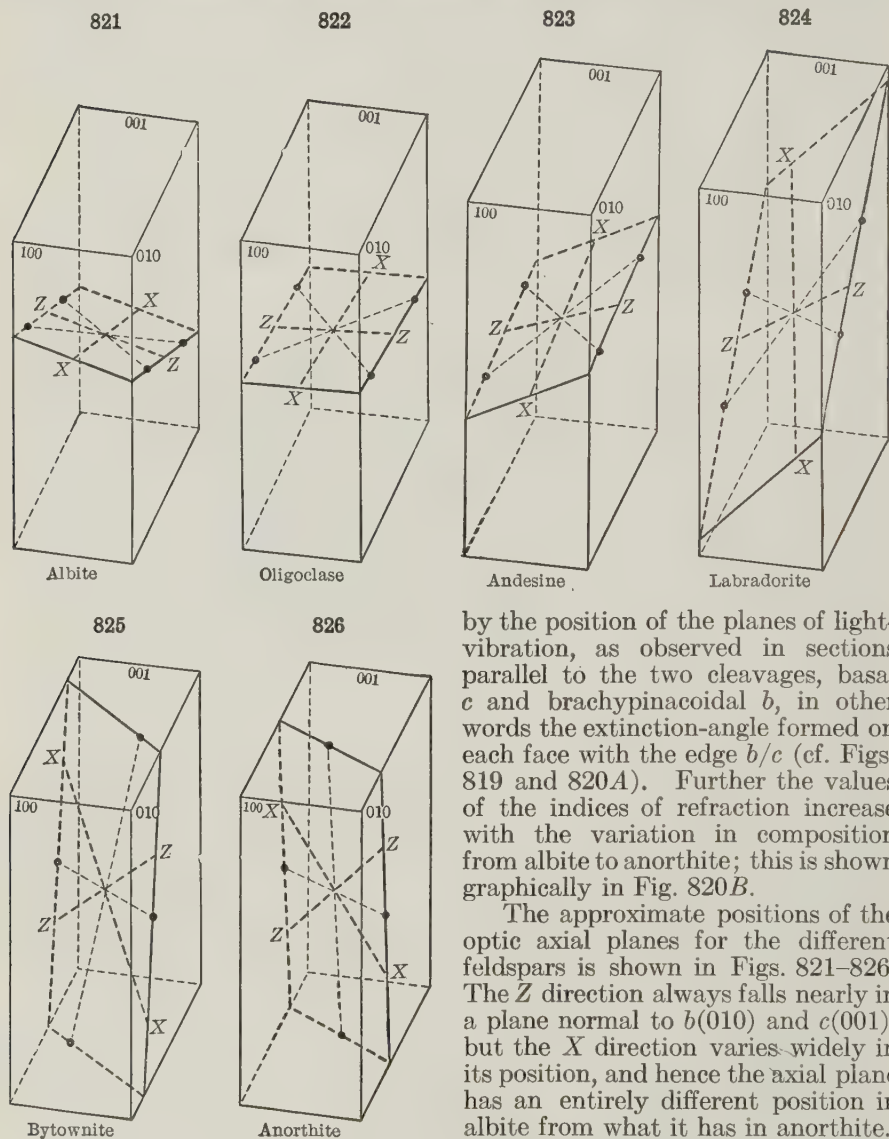 821
822
823
824
001
001
001
001
100
010
109
010
100
010
100
010
X
Z
Z
X
X
Z
Z
X
X
Z
Z
X
X
Z
Z
X
Albite
Oligoclase
Andesine
Labradorite
825
826
001
001
100
010
100
010
X
Z
Z
X
X
Z
Z
X
Bytownite
Anorthite
by the position of the planes of light-
vibration, as observed in sections
parallel to the two cleavages, basa
c and brachypinacoidal b, in other
words the extinction-angle formed on
each face with the edge b/c (cf. Figs
819 and 820A). Further the values
of the indices of refraction increase
with the variation in composition
from albite to anorthite; this is shown
graphically in Fig. 820B.
The approximate positions of the
optic axial planes for the different
feldspars is shown in Figs. 821–826
The Z direction always falls nearly in
a plane normal to b(010) and c(001)
but the X direction varies widely in
its position, and hence the axial plane
has an entirely different position in
albite from what it has in anorthite.